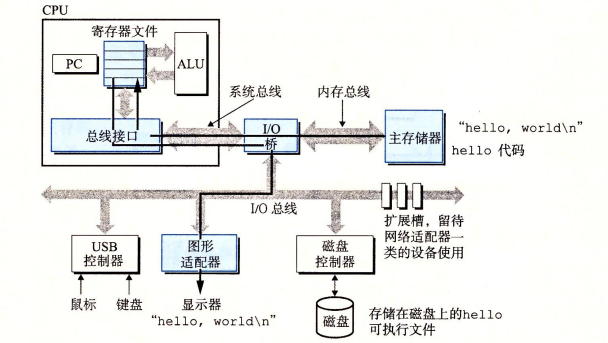 CPU
寄存器文件
PC
ALU
系统总线
内存总线
总线接口
I/O
桥
主存储器
“hello, world\n”
hello 代码
I/O 总线
扩展槽，留待
网络适配器一
类的设备使用
USB
控制器
图形
适配器
磁盘
控制器
鼠标
键盘
显示器
“hello, world\n”
磁盘
存储在磁盘上的hello
可执行文件